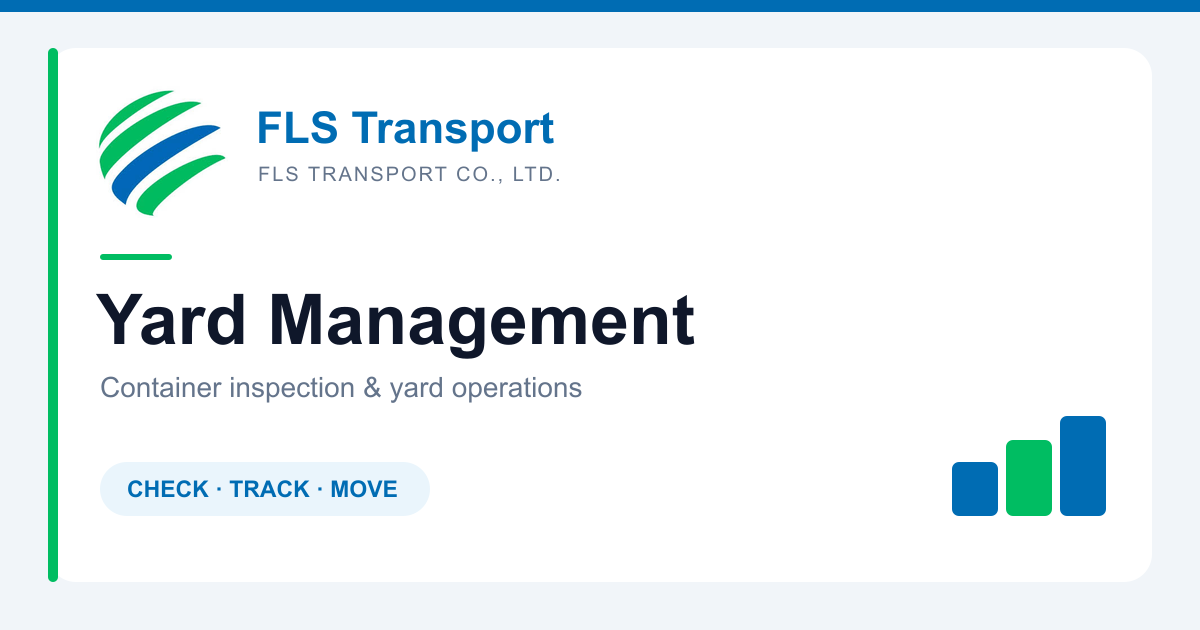 FLS Transport
FLS TRANSPORT CO., LTD.
Yard Management
Container inspection & yard operations
CHECK · TRACK · MOVE